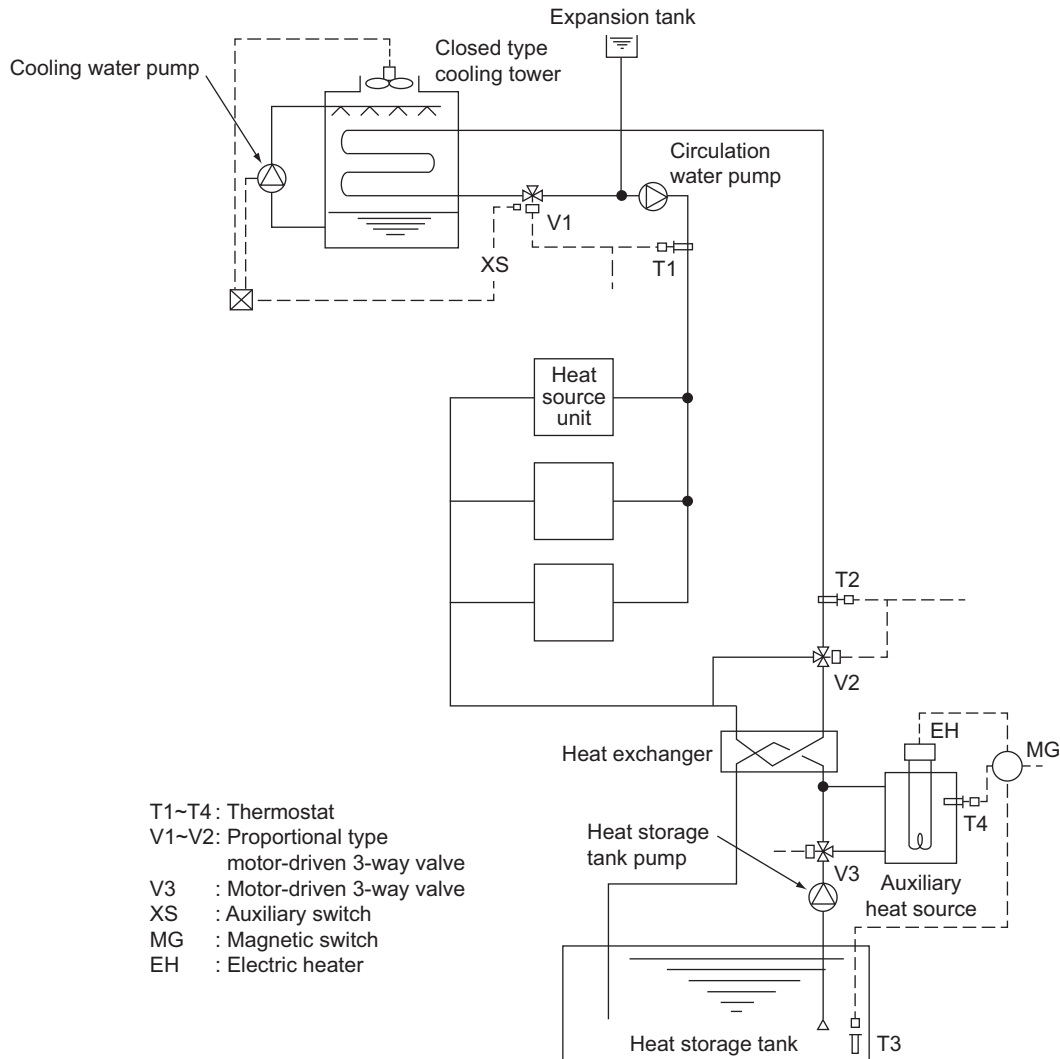 Expansion tank
Closed type
cooling tower
Cooling water pump
Circulation
water pump
V1
XS
T1
Heat
source
unit
T2
V2
EH
MG
Heat exchanger
T4
Heat storage
tank pump
V3
Auxiliary
heat source
T1~T4 : Thermostat
V1~V2: Proportional type
motor-driven 3-way valve
V3 : Motor-driven 3-way valve
XS : Auxiliary switch
MG : Magnetic switch
EH : Electric heater
Heat storage tank
T3